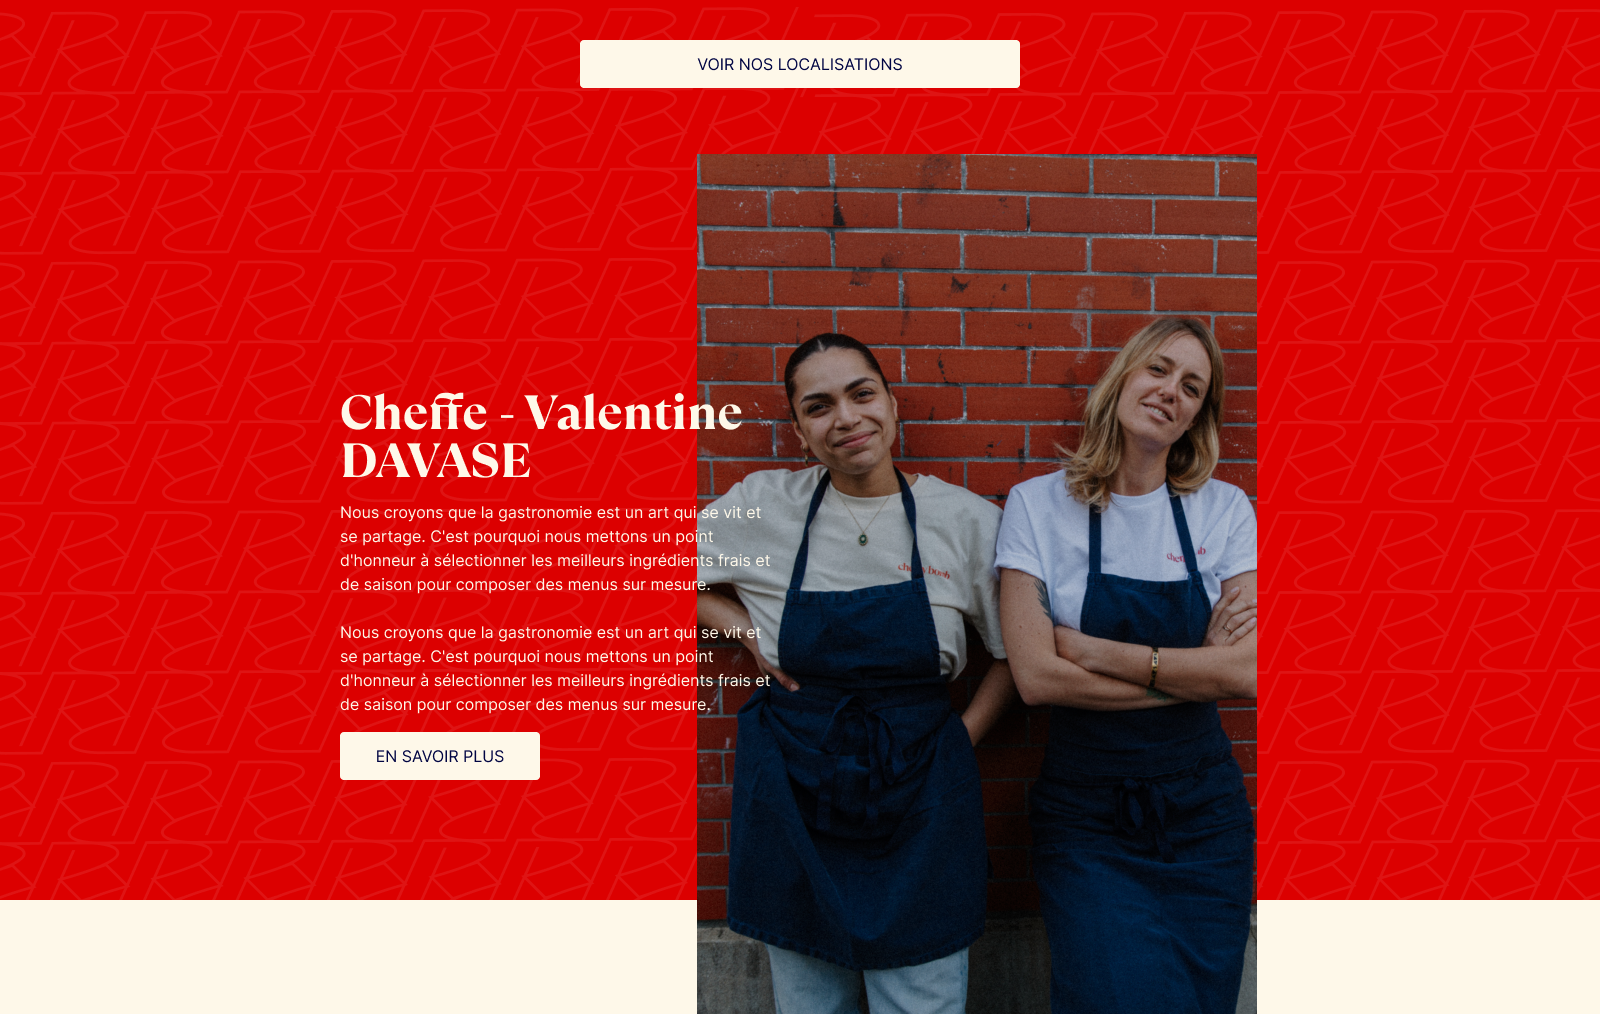 VOIR NOS LOCALISATIONS
Cheffe - Valentine
DAVASE
Nous croyons que la gastronomie est un art qui se vit et
se partage. C'est pourquoi nous mettons un point
d'honneur à sélectionner les meilleurs ingrédients frais et
de saison pour composer des menus sur mesure.
Nous croyons que la gastronomie est un art qui se vit et
se partage. C'est pourquoi nous mettons un point
d'honneur à sélectionner les meilleurs ingrédients frais et
de saison pour composer des menus sur mesure.
EN SAVOIR PLUS